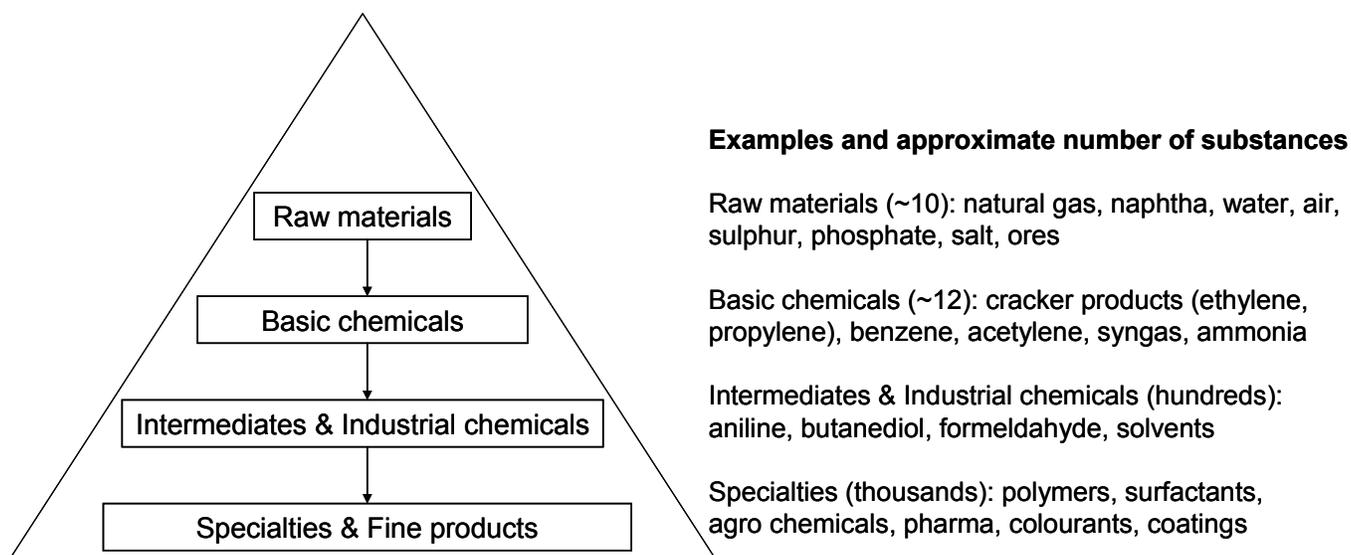 Examples and approximate number of substances
Raw materials
Raw materials (~10): natural gas, naphtha, water, air,
sulphur, phosphate, salt, ores
Basic chemicals
Basic chemicals (~12): cracker products (ethylene,
propylene), benzene, acetylene, syngas, ammonia
Intermediates & Industrial chemicals
Intermediates & Industrial chemicals (hundreds):
aniline, butanediol, formeldahyde, solvents
Specialties & Fine products
Specialties (thousands): polymers, surfactants,
agro chemicals, pharma, colourants, coatings